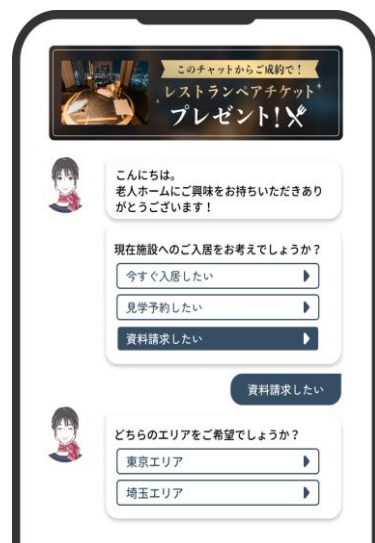 このチャットからご成約で!
レストランペアチケット
プレゼント!
こんにちは。
老人ホームにご興味をお持ちいただきあり
がとうございます!
現在施設へのご入居をお考えでしょうか?
今すぐ入居したい
見学予約したい
資料請求したい
資料請求したい
どちらのエリアをご希望でしょうか?
東京エリア
埼玉エリア